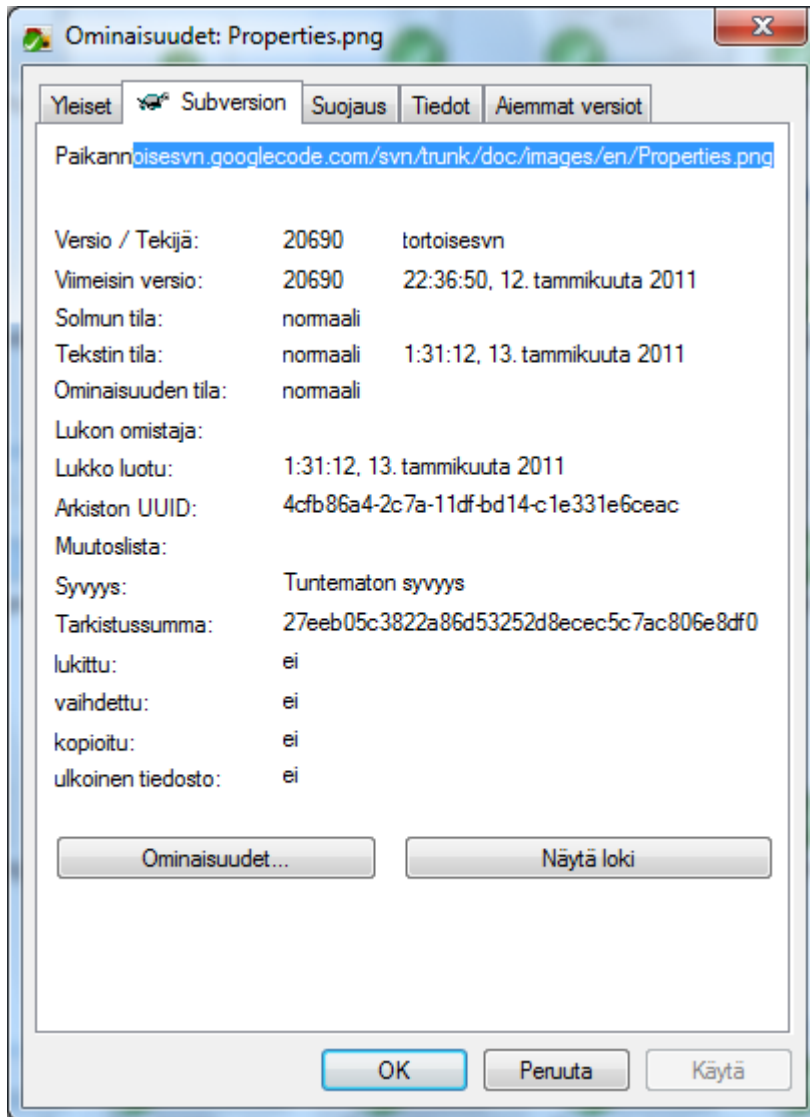 Ominaisuudet: Properties.png
Yleiset Subversion Suojaus Tiedot Aiemmat versiot
Paikannoisesvn.googlecode.com/svn/trunk/doc/images/en/Properties.png
Versio / Tekijä: 20690 tortoisesvn
Viimeisin versio: 20690 22:36:50, 12. tammikuuta 2011
Solmun tila: normaali
Tekstin tila: normaali 1:31:12, 13. tammikuuta 2011
Ominaisuuden tila: normaali
Lukon omistaja:
Lukko luotu: 1:31:12, 13. tammikuuta 2011
Arkiston UUID: 4cfb86a4-2c7a-11df-bd14-c1e331e6ceac
Muutoslista:
Syvyys: Tuntematon syvyys
Tarkistussumma: 27eeb05c3822a86d53252d8ecec5c7ac806e8df0
lukittu: ei
vaihdettu: ei
kopioitu: ei
ulkoinen tiedosto: ei
Ominaisuudet... Näytä loki
OK Peruuta Käytä